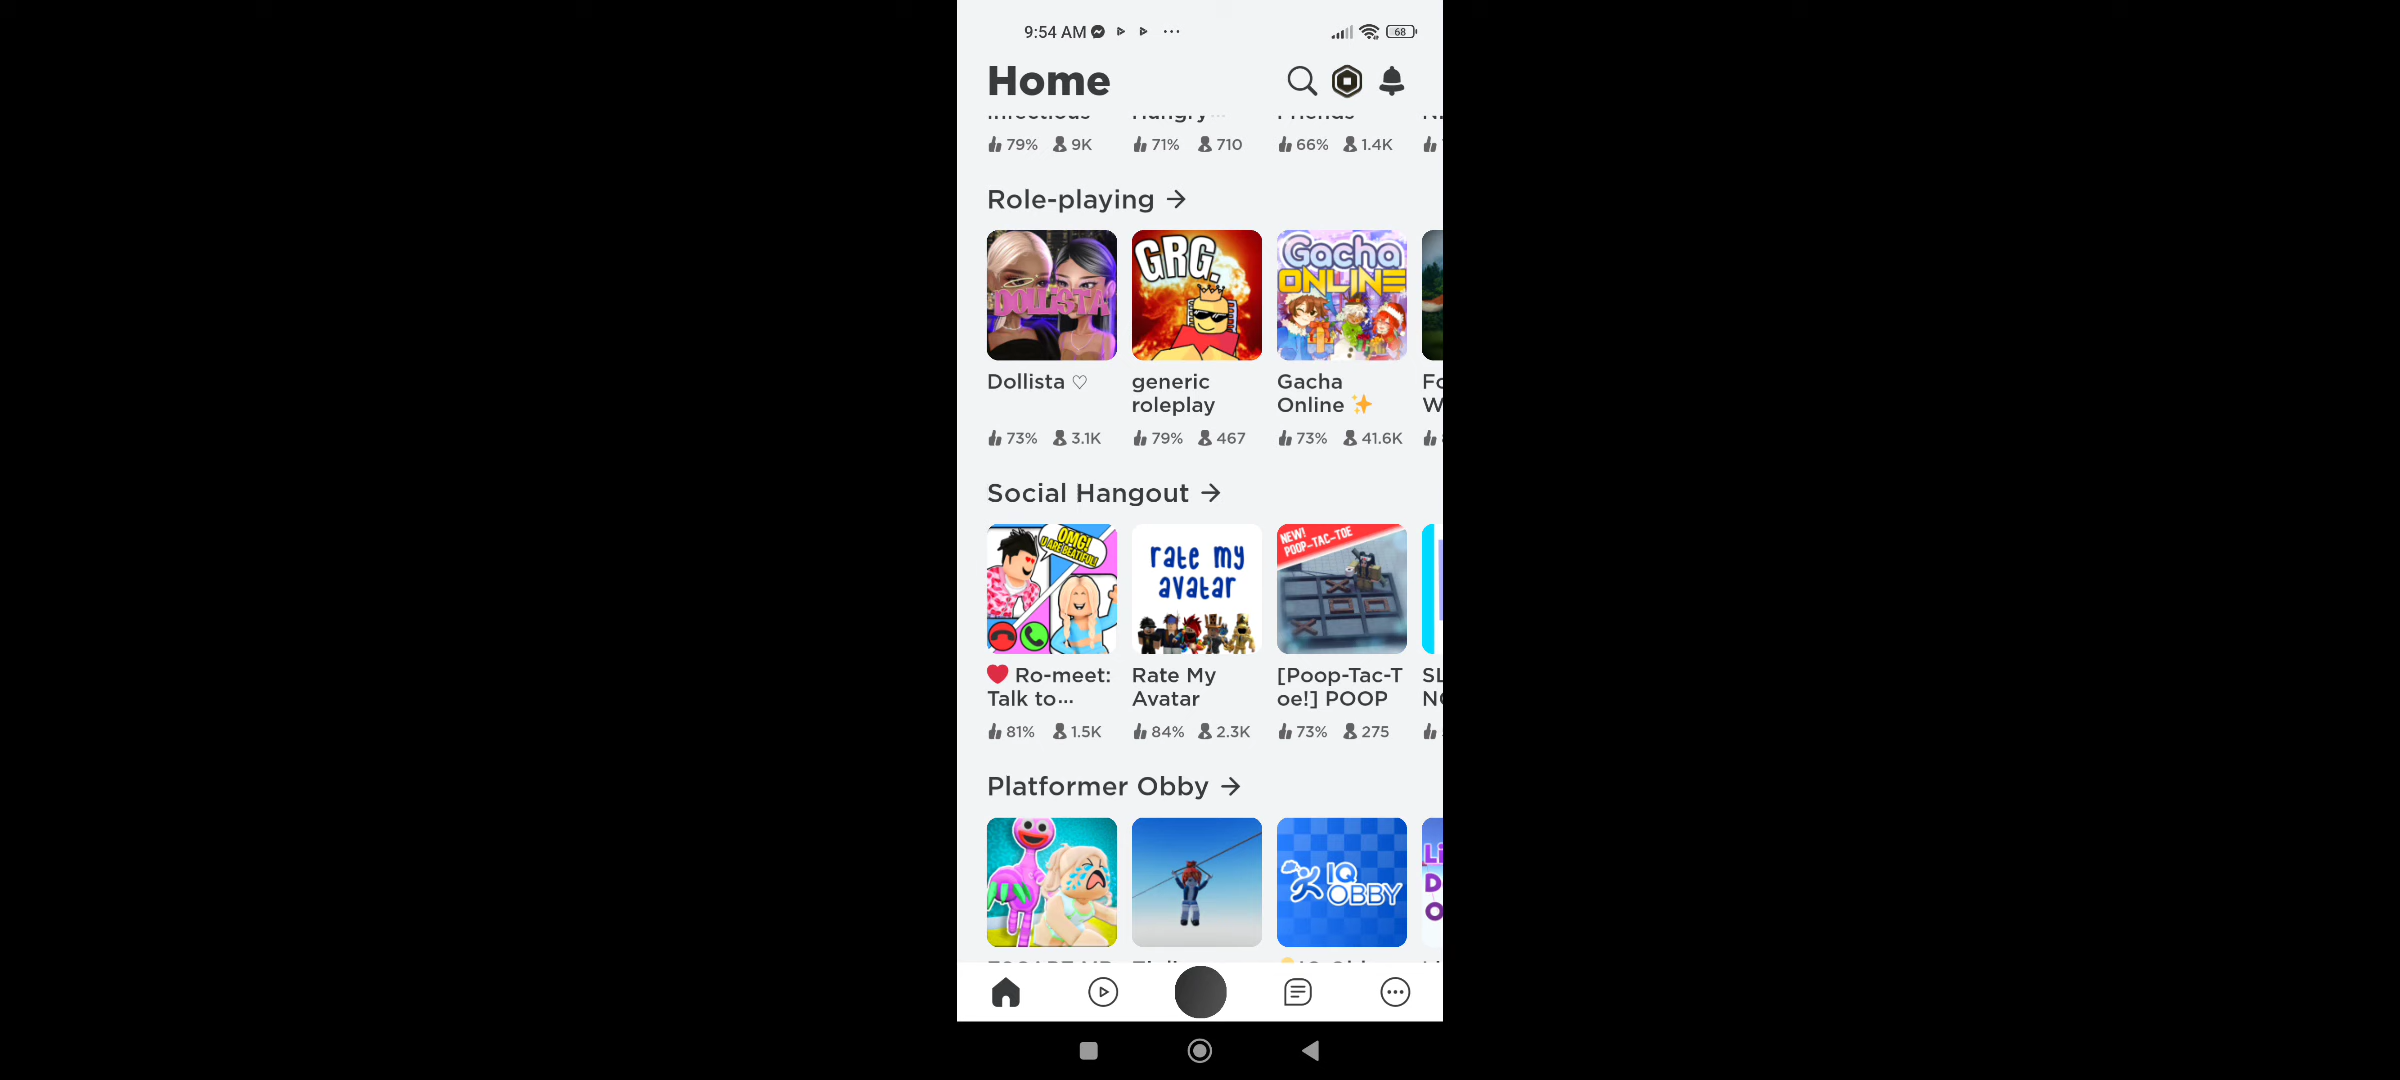 9:54 AM
68
Home
79% 9K 71% 710 66% 1.4K
Role-playing →
DOLLISTA
GRG.
Gacha
ONLINE
Dollista ♡
generic
roleplay
Gacha
Online ✨
73% 3.1K 79% 467 73% 41.6K
Social Hangout →
OMG!
U ARE BEATIFUL!
rate my
avatar
NEW!
POOP-TAC-TOE
❤️ Ro-meet:
Talk to...
Rate My
Avatar
[Poop-Tac-T
oe!] POOP
81% 1.5K 84% 2.3K 73% 275
Platformer Obby →
IQ
OBBY